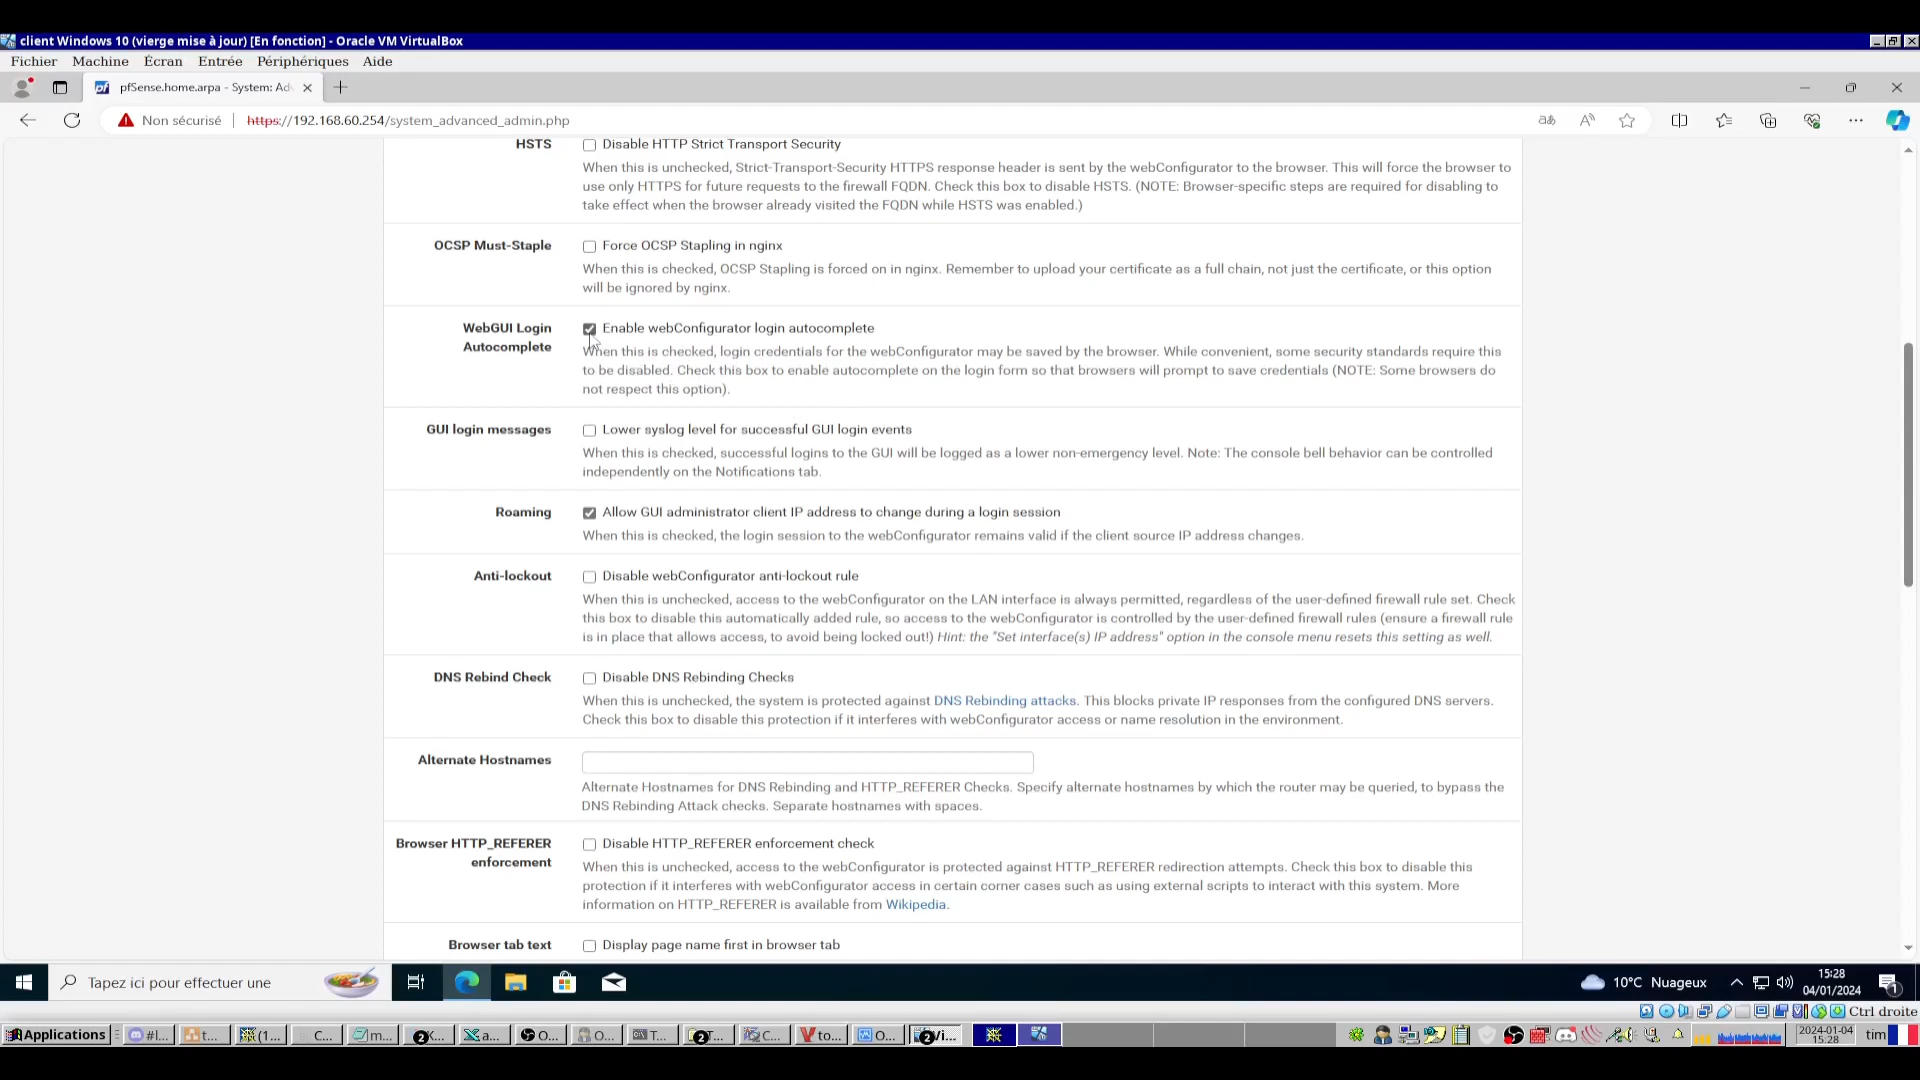 client Windows 10 (vierge mise à jour) [En fonction] - Oracle VM VirtualBox
Fichier Machine Écran Entrée Périphériques Aide
pfSense.home.arpa - System: Ad
Non sécurisé https://192.168.60.254/system_advanced_admin.php
HSTS Disable HTTP Strict Transport Security
When this is unchecked, Strict-Transport-Security HTTPS response header is sent by the webConfigurator to the browser. This will force the browser to
use only HTTPS for future requests to the firewall FQDN. Check this box to disable HSTS. (NOTE: Browser-specific steps are required for disabling to
take effect when the browser already visited the FQDN while HSTS was enabled.)
OCSP Must-Staple Force OCSP Stapling in nginx
When this is checked, OCSP Stapling is forced on in nginx. Remember to upload your certificate as a full chain, not just the certificate, or this option
will be ignored by nginx.
WebGUI Login Enable webConfigurator login autocomplete
Autocomplete When this is checked, login credentials for the webConfigurator may be saved by the browser. While convenient, some security standards require this
to be disabled. Check this box to enable autocomplete on the login form so that browsers will prompt to save credentials (NOTE: Some browsers do
not respect this option).
GUI login messages Lower syslog level for successful GUI login events
When this is checked, successful logins to the GUI will be logged as a lower non-emergency level. Note: The console bell behavior can be controlled
independently on the Notifications tab.
Roaming Allow GUI administrator client IP address to change during a login session
When this is checked, the login session to the webConfigurator remains valid if the client source IP address changes.
Anti-lockout Disable webConfigurator anti-lockout rule
When this is unchecked, access to the webConfigurator on the LAN interface is always permitted, regardless of the user-defined firewall rule set. Check
this box to disable this automatically added rule, so access to the webConfigurator is controlled by the user-defined firewall rules (ensure a firewall rule
is in place that allows access, to avoid being locked out!) Hint: the "Set interface(s) IP address" option in the console menu resets this setting as well.
DNS Rebind Check Disable DNS Rebinding Checks
When this is unchecked, the system is protected against DNS Rebinding attacks. This blocks private IP responses from the configured DNS servers.
Check this box to disable this protection if it interferes with webConfigurator access or name resolution in the environment.
Alternate Hostnames
Alternate Hostnames for DNS Rebinding and HTTP_REFERER Checks. Specify alternate hostnames by which the router may be queried, to bypass the
DNS Rebinding Attack checks. Separate hostnames with spaces.
Browser HTTP_REFERER Disable HTTP_REFERER enforcement check
enforcement When this is unchecked, access to the webConfigurator is protected against HTTP_REFERER redirection attempts. Check this box to disable this
protection if it interferes with webConfigurator access in certain corner cases such as using external scripts to interact with this system. More
information on HTTP_REFERER is available from Wikipedia.
Browser tab text Display page name first in browser tab
Tapez ici pour effectuer une 10°C Nuageux 15:28
04/01/2024 1
Ctrl droite
Applications #l... t... (1... C... m... 2 K... a... O... O... T... 2 T... C... to... O... 2 i... 2024-01-04 tim
15:28